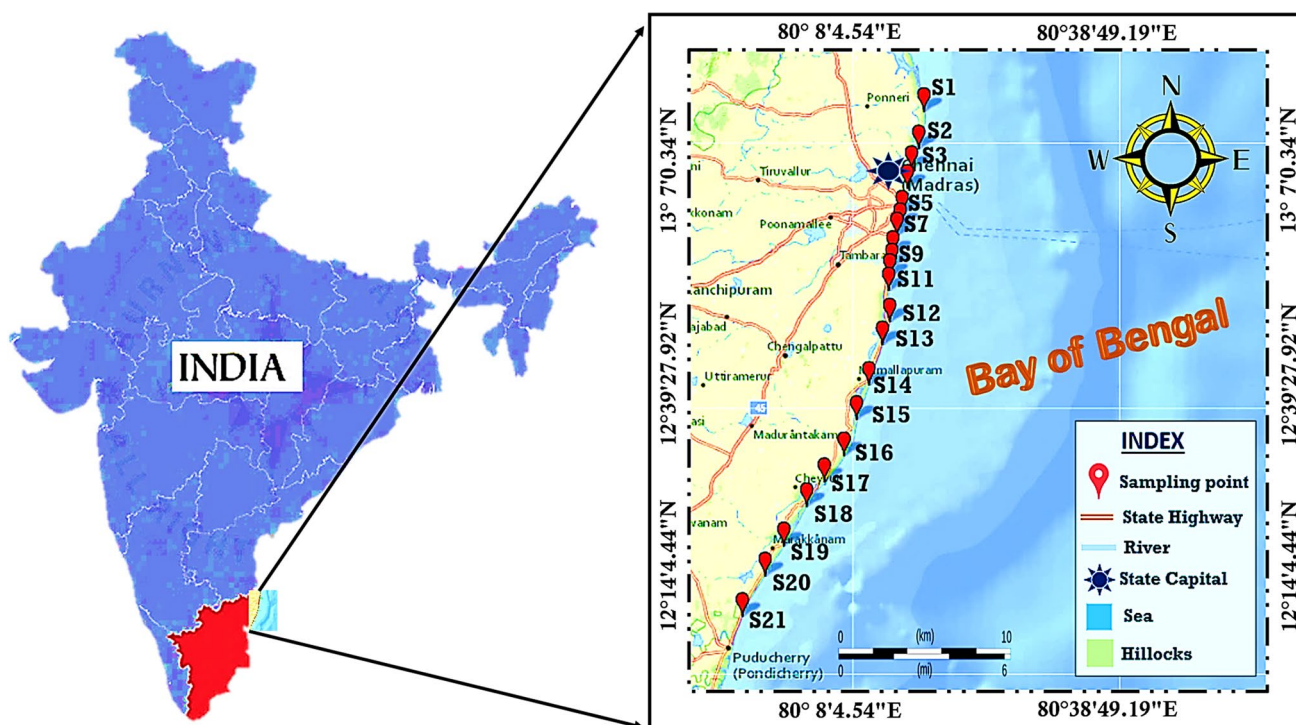 INDIA
80° 8'4.54"E
80°38'49.19"E
13° 7'0.34"N
12°39'27.92"N
12°14'4.44"N
13° 7'0.34"N
12°39'27.92"N
12°14'4.44"N
80° 8'4.54"E
80°38'49.19"E
N
W
E
S
S1
Ponneri
S2
S3
Chennai
(Madras)
Tiruvallur
S5
Poonamallee
S7
S9
S11
S12
S13
Chengalpattu
S14
Uttiramerur
45
S15
S16
S17
S18
S19
S20
S21
Puducherry
(Pondicherry)
Bay of Bengal
INDEX
Sampling point
State Highway
River
State Capital
Sea
Hillocks
0 (km) 10
0 (mi) 6